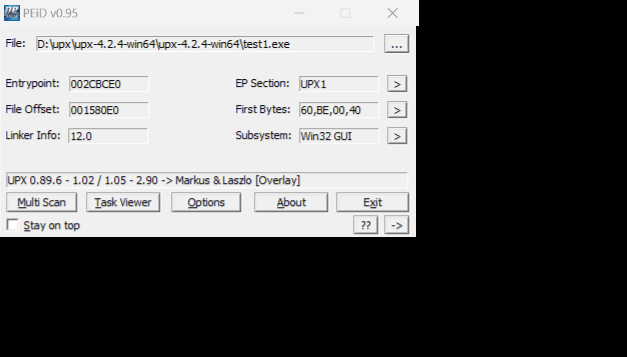 PEiD v0.95
File: D:\upx\upx-4.2.4-win64\upx-4.2.4-win64\test1.exe ...
Entrypoint: 002CBCE0 EP Section: UPX1 >
File Offset: 001580E0 First Bytes: 60,BE,00,40 >
Linker Info: 12.0 Subsystem: Win32 GUI >
UPX 0.89.6 - 1.02 / 1.05 - 2.90 -> Markus & Laszlo [Overlay]
Multi Scan Task Viewer Options About Exit
Stay on top ?? ->